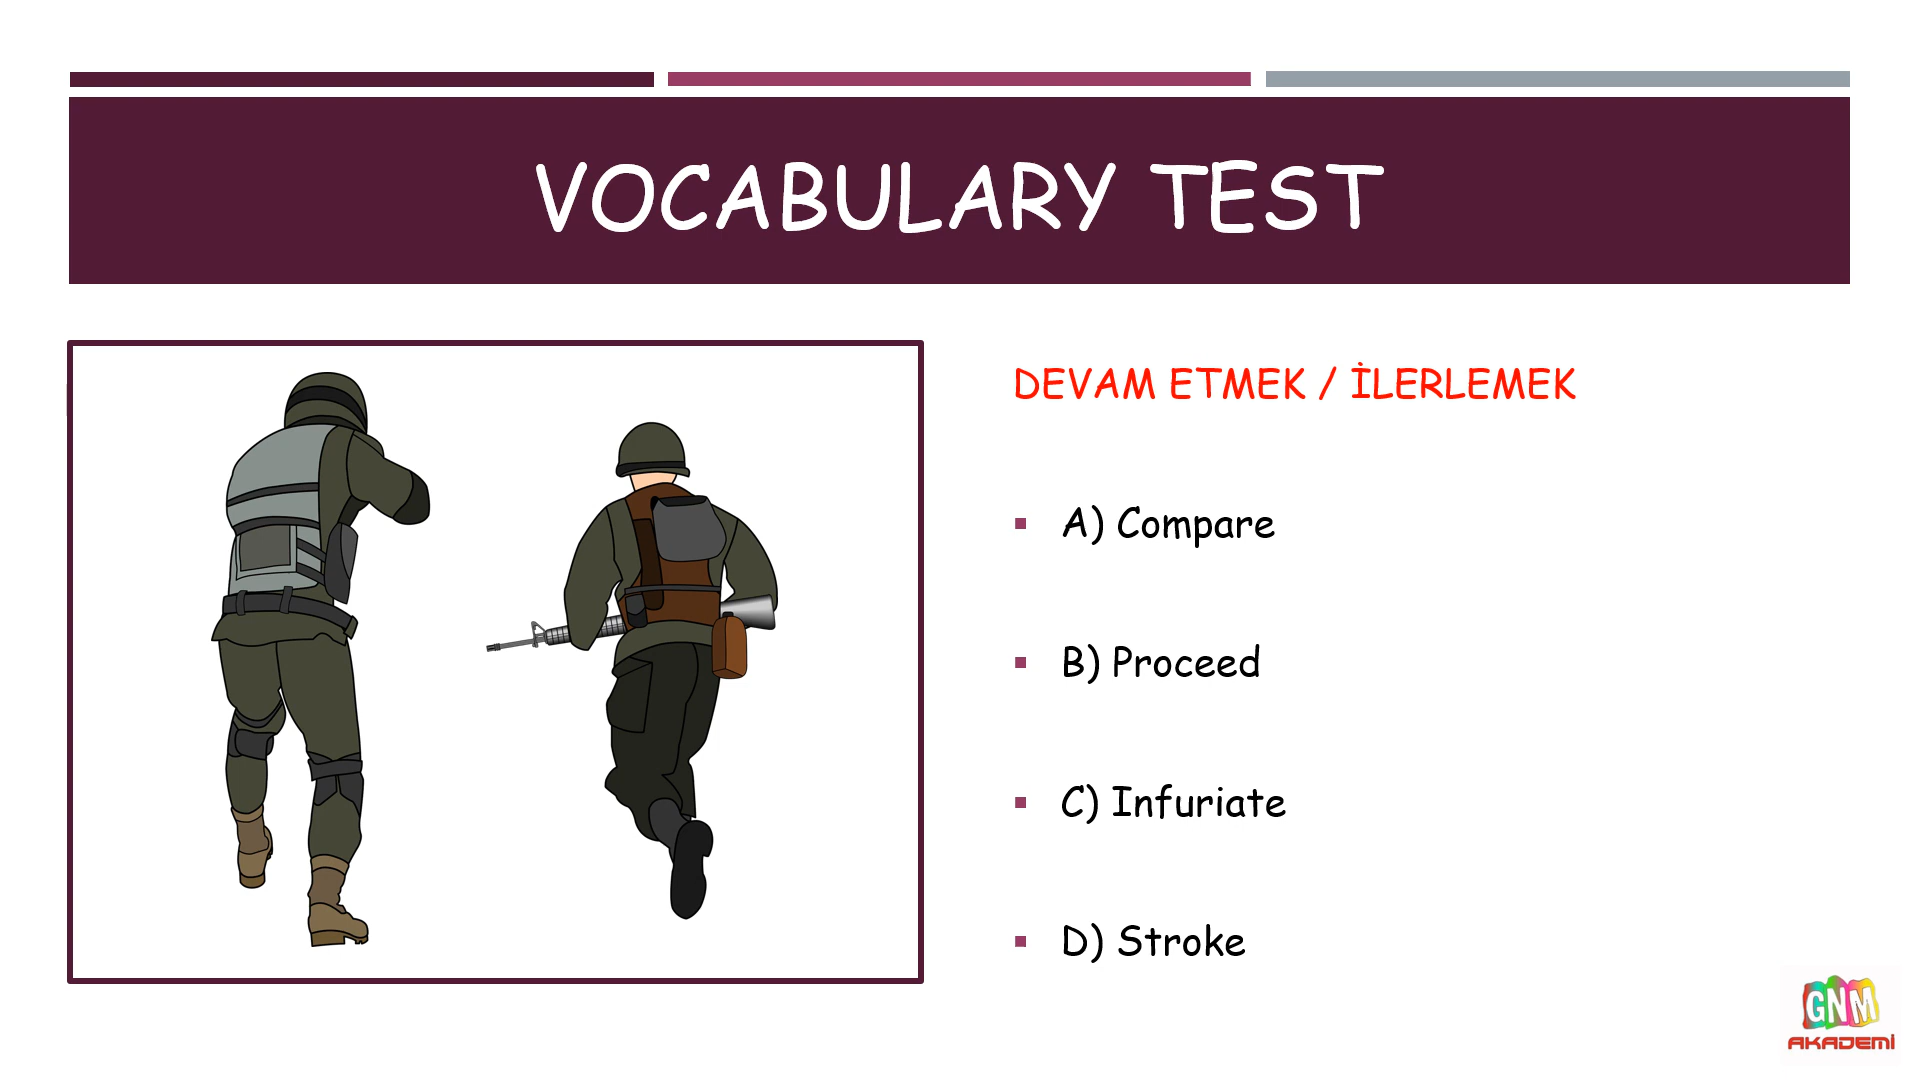 VOCABULARY TEST
DEVAM ETMEK / İLERLEMEK
A) Compare
B) Proceed
C) Infuriate
D) Stroke
GNM
AKADEMİ